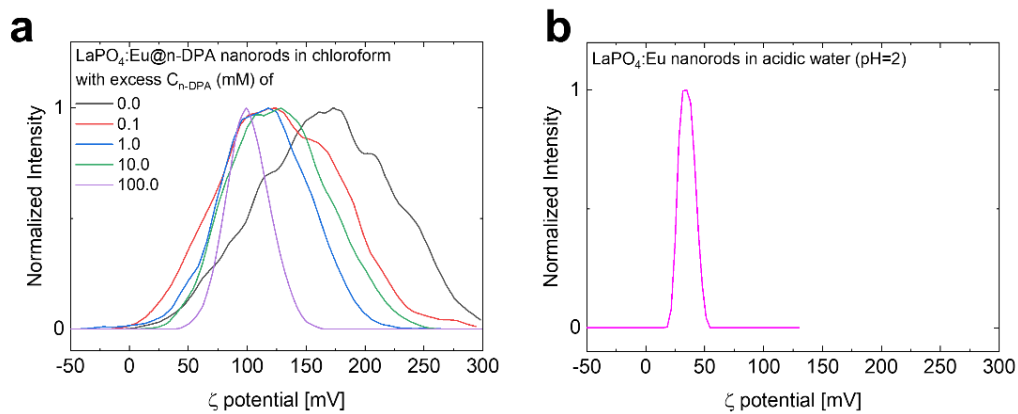 a
LaPO₄:Eu@n-DPA nanorods in chloroform
with excess Cₙ₋DPA (mM) of
0.0
0.1
1.0
10.0
100.0
Normalized Intensity
1
0
-50 0 50 100 150 200 250 300
ζ potential [mV]
b
LaPO₄:Eu nanorods in acidic water (pH=2)
Normalized Intensity
1
0
-50 0 50 100 150 200 250 300
ζ potential [mV]